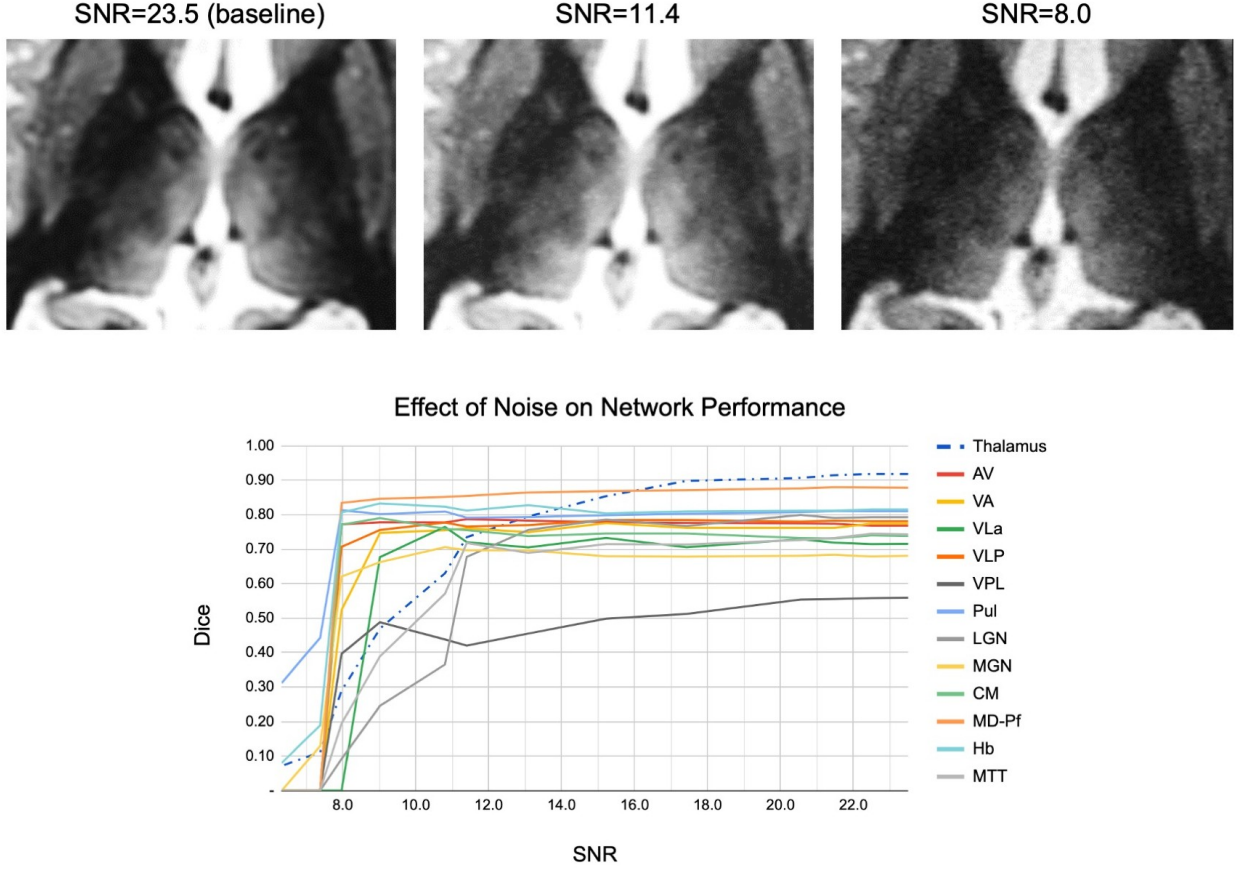 SNR=23.5 (baseline)
SNR=11.4
SNR=8.0
Effect of Noise on Network Performance
1.00
0.90
0.80
0.70
0.60
0.50
0.40
0.30
0.20
0.10
-
Dice
8.0
10.0
12.0
14.0
16.0
18.0
20.0
22.0
SNR
Thalamus
AV
VA
VLa
VLP
VPL
Pul
LGN
MGN
CM
MD-Pf
Hb
MTT